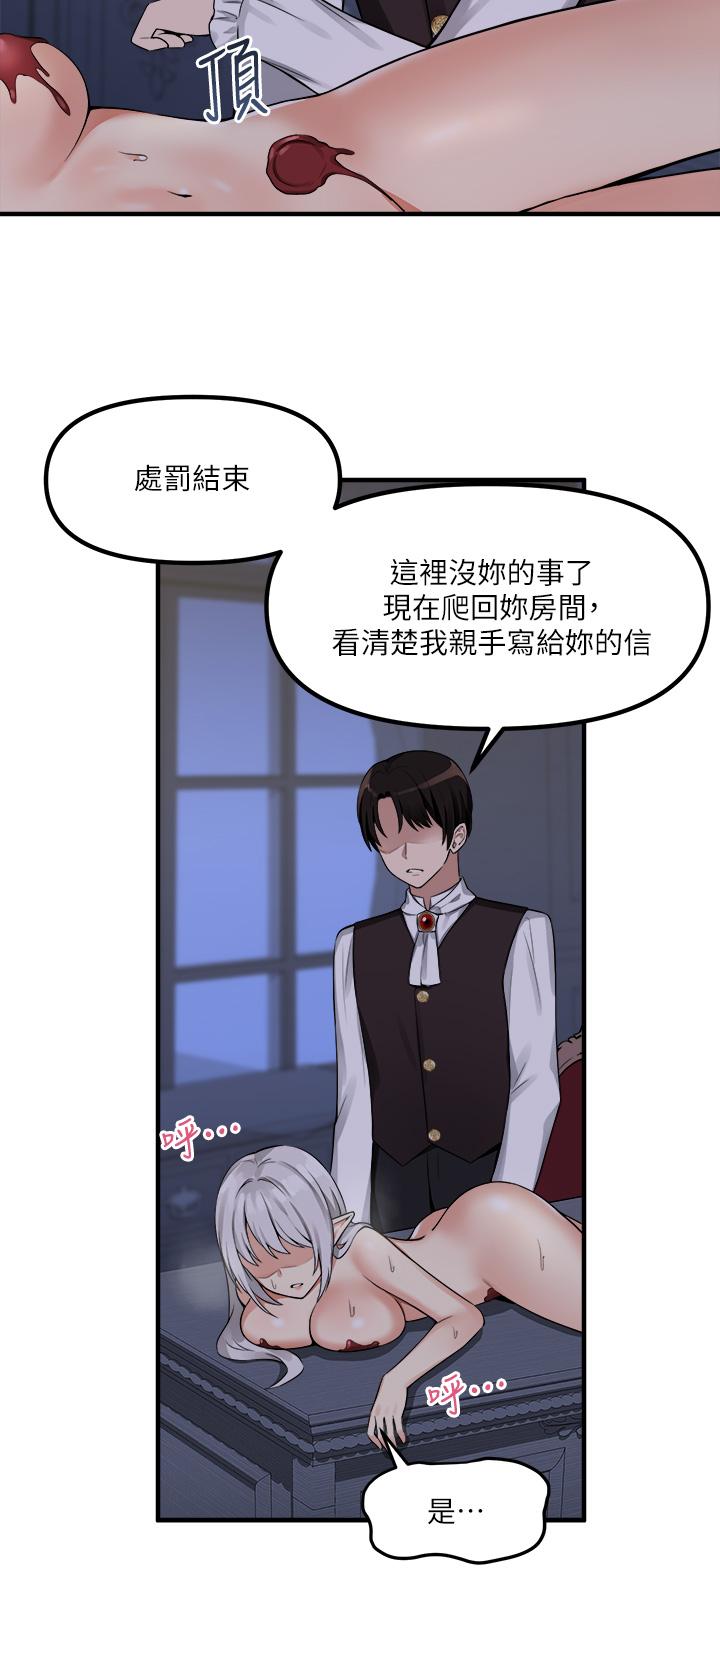 頂
處罰結束
這裡沒妳的事了
現在爬回妳房間，
看清楚我親手寫給妳的信
呼…
呼…
是…